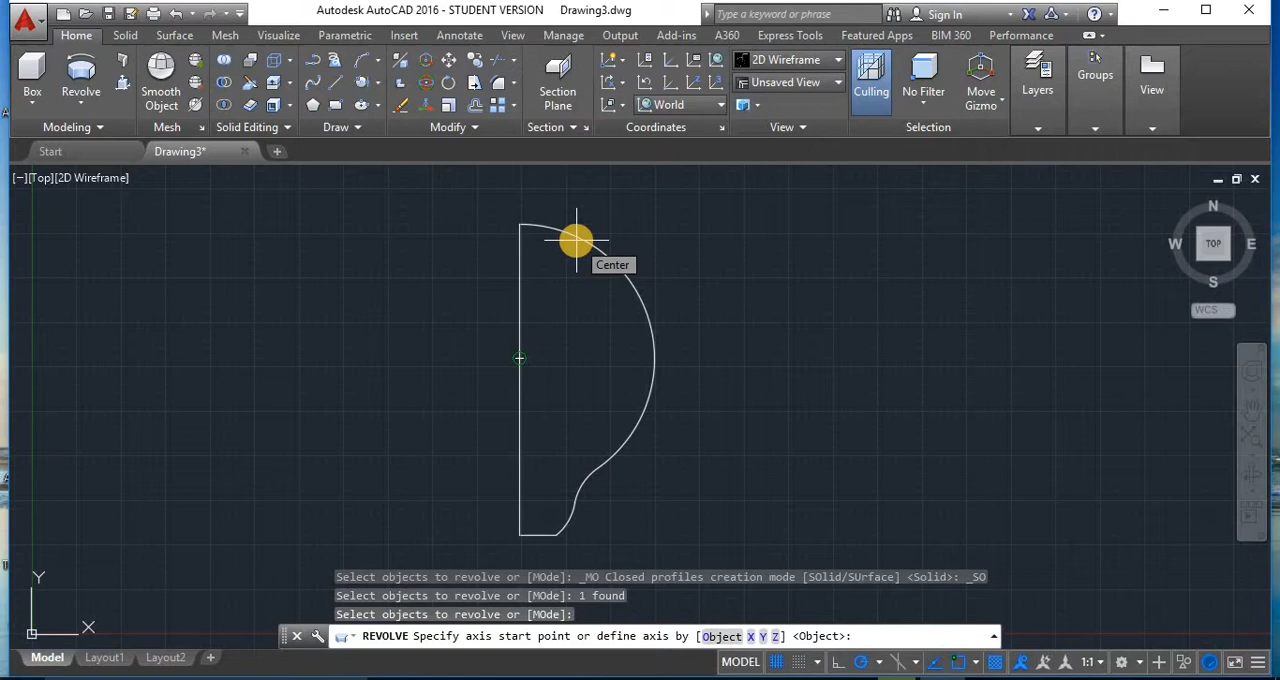 Autodesk AutoCAD 2016 - STUDENT VERSION Drawing3.dwg
Type a keyword or phrase
Sign In
Home Solid Surface Mesh Visualize Parametric Insert Annotate View Manage Output Add-ins A360 Express Tools Featured Apps BIM 360 Performance
Box
Revolve
Smooth
Object
Section
Plane
World
2D Wireframe
Unsaved View
Culling
No Filter
Move
Gizmo
Layers
Groups
View
Modeling Mesh Solid Editing Draw Modify Section Coordinates View Selection
Start Drawing3*
[−][Top][2D Wireframe]
N
W TOP E
S
WCS
Center
Y
X
Select objects to revolve or [MOde]: _MO Closed profiles creation mode [SOlid/SUrface] <Solid>: _SO
Select objects to revolve or [MOde]: 1 found
Select objects to revolve or [MOde]:
REVOLVE Specify axis start point or define axis by [Object X Y Z] <Object>:
Model Layout1 Layout2
MODEL 1:1